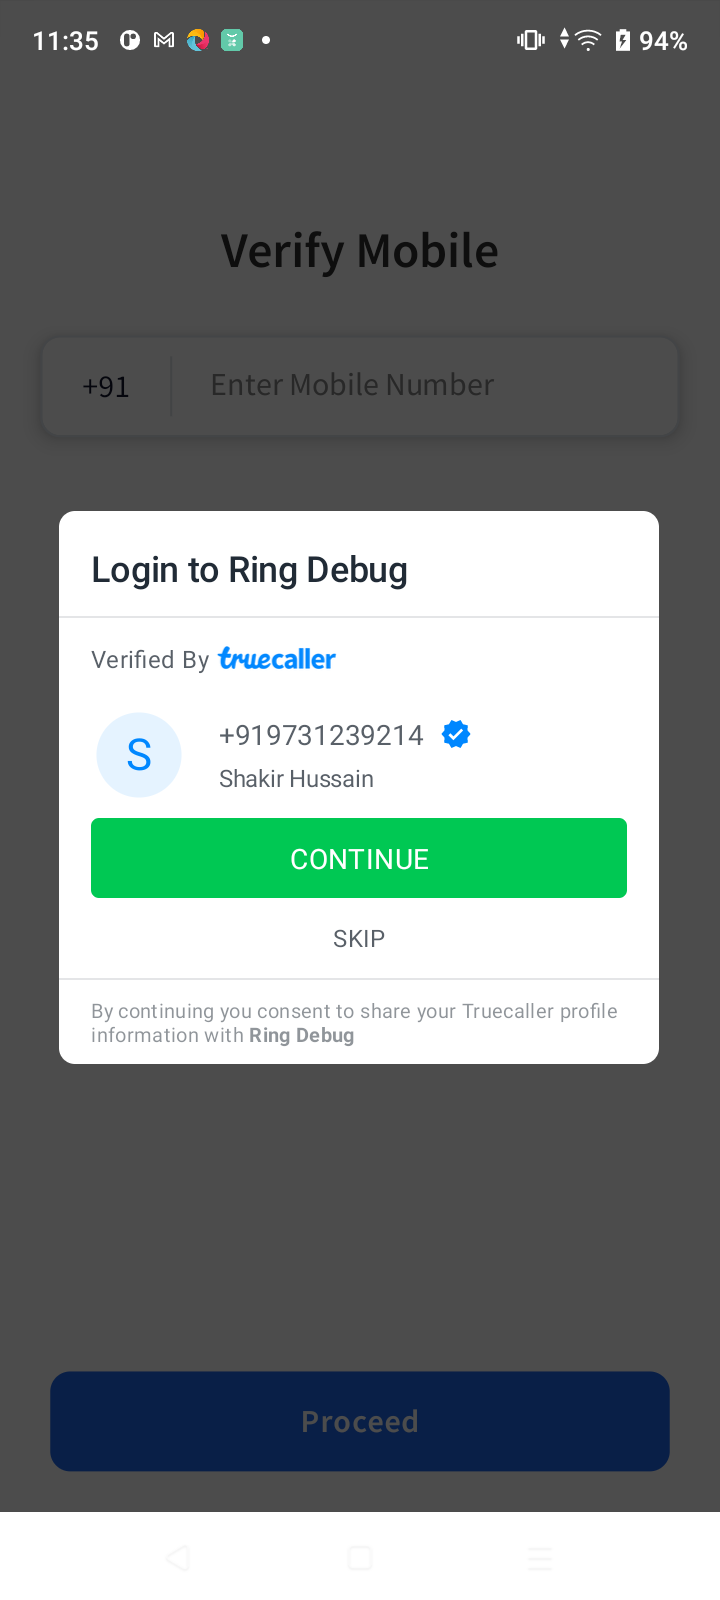 11:35
94%
Verify Mobile
+91
Enter Mobile Number
Login to Ring Debug
Verified By truecaller
S
+919731239214
Shakir Hussain
CONTINUE
SKIP
By continuing you consent to share your Truecaller profile
information with Ring Debug
Proceed